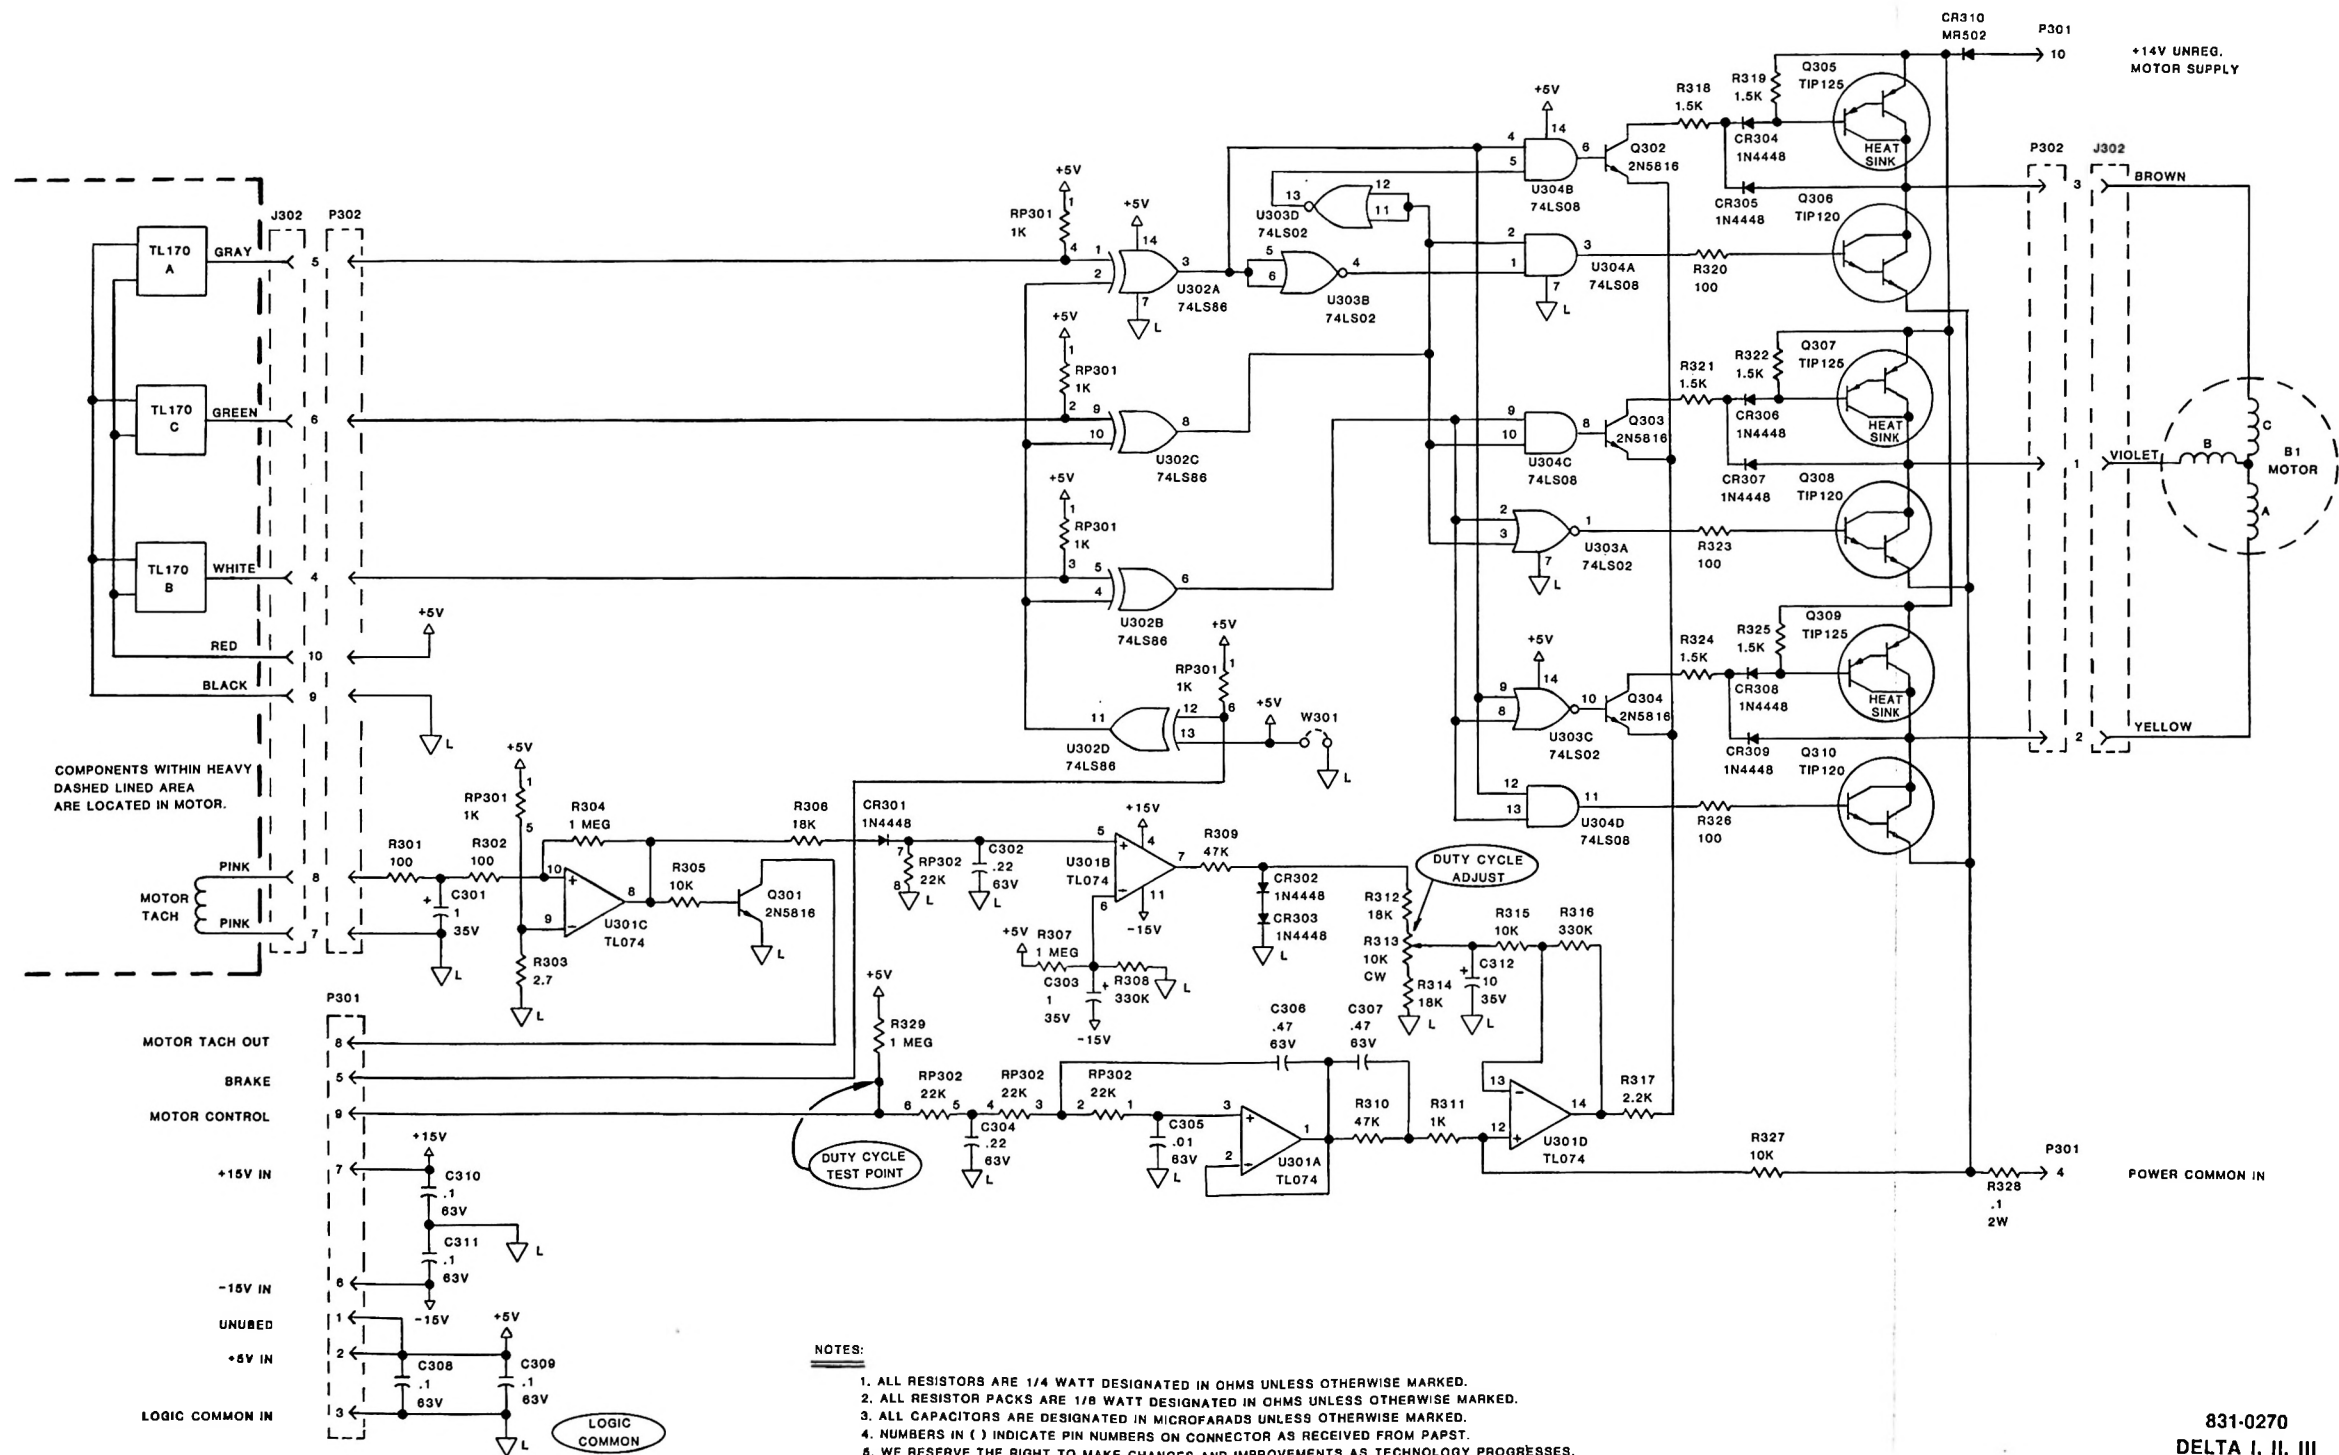 CR310
MR502
P301
10
+14V UNREG.
MOTOR SUPPLY
Q305
TIP125
R319
1.5K
R318
1.5K
+5V
14
4
5
6
U304B
74LS08
Q302
2N5816
CR304
1N4448
HEAT
SINK
CR305
1N4448
Q306
TIP120
P302
J302
3
BROWN
J302
P302
TL170
A
GRAY
5
+5V
1
RP301
1K
4
+5V
14
1
2
3
7
L
U302A
74LS86
U303D
74LS02
13
12
11
5
6
4
U303B
74LS02
2
1
3
7
L
U304A
74LS08
R320
100
TL170
C
GREEN
6
+5V
1
RP301
1K
2
9
10
8
U302C
74LS86
9
10
8
U304C
74LS08
Q303
2N5816
R321
1.5K
R322
1.5K
CR306
1N4448
Q307
TIP125
HEAT
SINK
CR307
1N4448
Q308
TIP120
1
VIOLET
B
C
A
B1
MOTOR
TL170
B
WHITE
4
+5V
1
RP301
1K
3
5
4
6
U302B
74LS86
2
3
1
7
L
U303A
74LS02
R323
100
RED
10
+5V
BLACK
9
L
+5V
RP301
1
1K
6
11
12
13
U302D
74LS86
+5V
W301
L
+5V
14
9
8
10
U303C
74LS02
Q304
2N5816
R324
1.5K
R325
1.5K
CR308
1N4448
Q309
TIP125
HEAT
SINK
CR309
1N4448
Q310
TIP120
2
YELLOW
12
13
11
U304D
74LS08
R326
100
COMPONENTS WITHIN HEAVY
DASHED LINED AREA
ARE LOCATED IN MOTOR.
PINK
MOTOR
TACH
PINK
8
7
R301
100
R302
100
+
C301
1
35V
L
+5V
1
RP301
1K
5
R304
1 MEG
10
+
9
-
8
U301C
TL074
R303
2.7
L
R305
10K
Q301
2N5816
L
R306
18K
CR301
1N4448
7
RP302
22K
8
L
C302
.22
63V
L
+15V
5
+
4
U301B
TL074
7
-
6
11
-15V
R309
47K
CR302
1N4448
CR303
1N4448
L
+5V
R307
1 MEG
C303
1
35V
+
-15V
R308
330K
L
DUTY CYCLE
ADJUST
R312
18K
R313
10K
CW
R314
18K
L
+
C312
10
35V
L
R315
10K
R316
330K
P301
MOTOR TACH OUT
8
BRAKE
5
MOTOR CONTROL
9
+5V
R329
1 MEG
DUTY CYCLE
TEST POINT
RP302
22K
6
5
RP302
22K
4
3
RP302
22K
2
1
C304
.22
63V
L
C305
.01
63V
L
C306
.47
63V
C307
.47
63V
3
+
2
-
1
U301A
TL074
R310
47K
R311
1K
13
-
12
+
14
U301D
TL074
R317
2.2K
R327
10K
R328
.1
2W
P301
4
POWER COMMON IN
+15V IN
7
+15V
C310
.1
63V
C311
.1
63V
L
-15V IN
6
-15V
UNUSED
1
+5V IN
2
+5V
C308
.1
63V
C309
.1
63V
LOGIC COMMON IN
3
L
LOGIC
COMMON
NOTES:
1. ALL RESISTORS ARE 1/4 WATT DESIGNATED IN OHMS UNLESS OTHERWISE MARKED.
2. ALL RESISTOR PACKS ARE 1/8 WATT DESIGNATED IN OHMS UNLESS OTHERWISE MARKED.
3. ALL CAPACITORS ARE DESIGNATED IN MICROFARADS UNLESS OTHERWISE MARKED.
4. NUMBERS IN ( ) INDICATE PIN NUMBERS ON CONNECTOR AS RECEIVED FROM PAPST.
5. WE RESERVE THE RIGHT TO MAKE CHANGES AND IMPROVEMENTS AS TECHNOLOGY PROGRESSES.
831-0270
DELTA I, II, III